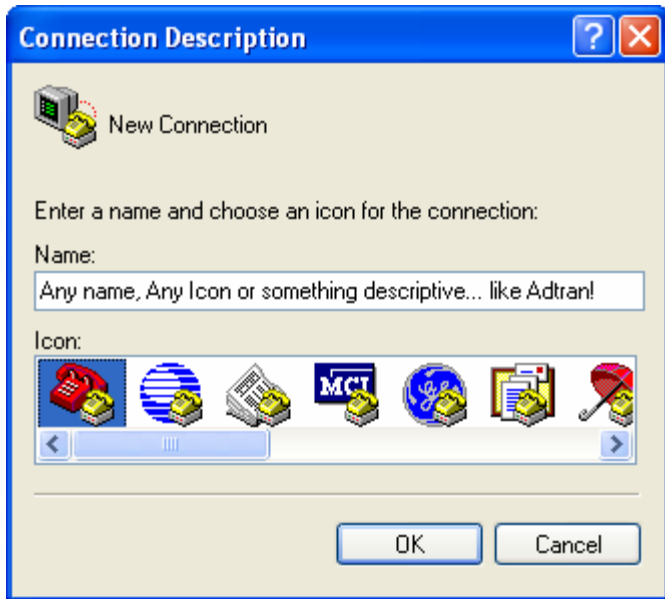 Connection Description
?
New Connection
Enter a name and choose an icon for the connection:
Name:
Any name, Any Icon or something descriptive... like Adtran!
Icon:
MCI
OK
Cancel